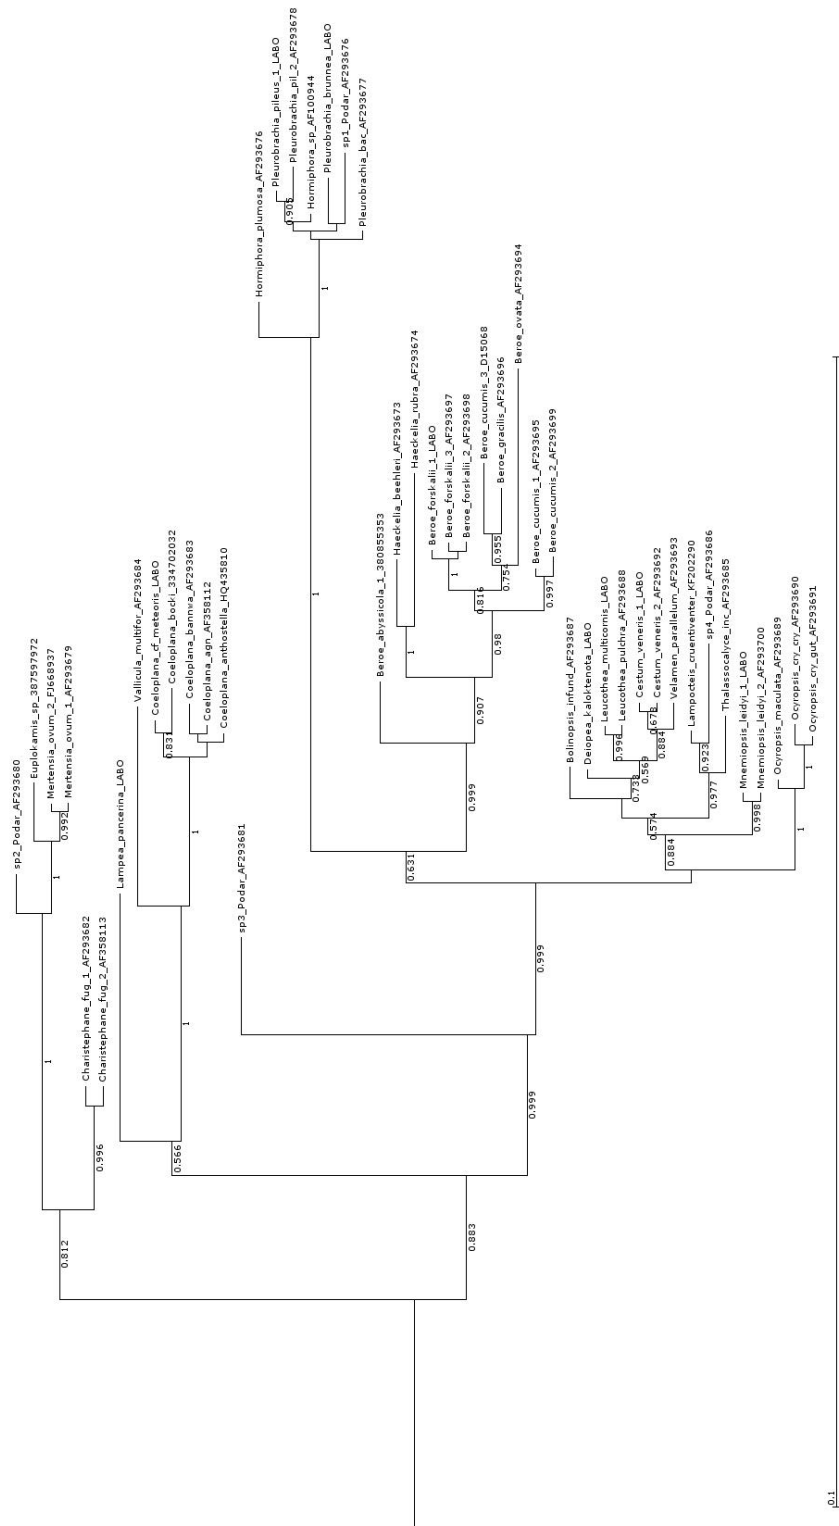 sp2_Podar_AF293680
Euplokamis_sp_387597972
Mertensia_ovum_2_FJ668937
Mertensia_ovum_1_AF293679
0.992
1
1
Charistephane_fug_1_AF293682
Charistephane_fug_2_AF358113
0.996
0.812
Lampea_pancerina_LABO
Vallicula_multifor_AF293684
Coeloplana_cf_meteoris_LABO
Coeloplana_bocki_334702032
0.831
Coeloplana_bannwa_AF293683
Coeloplana_agn_AF358112
Coeloplana_anthostella_HQ435810
1
1
0.566
sp3_Podar_AF293681
Hormiphora_plumosa_AF293676
Pleurobrachia_pileus_1_LABO
Pleurobrachia_pil_2_AF293678
0.905
Hormiphora_sp_AF100944
Pleurobrachia_brunnea_LABO
sp1_Podar_AF293676
Pleurobrachia_bac_AF293677
1
1
Beroe_abyssicola_1_380855353
Haeckelia_beehleri_AF293673
Haeckelia_rubra_AF293674
1
Beroe_forskalii_1_LABO
Beroe_forskalii_3_AF293697
Beroe_forskalii_2_AF293698
1
Beroe_cucumis_3_D15068
Beroe_gracilis_AF293696
0.955
Beroe_ovata_AF293694
0.754
0.816
Beroe_cucumis_1_AF293695
Beroe_cucumis_2_AF293699
0.997
0.98
0.907
0.999
0.631
Bolinopsis_infund_AF293687
Deiopea_kaloktenota_LABO
Leucothea_multicornis_LABO
Leucothea_pulchra_AF293688
0.996
Cestum_veneris_1_LABO
Cestum_veneris_2_AF293692
0.678
Velamen_parallelum_AF293693
0.884
0.569
0.738
Lampocteis_cruentiventer_KF202290
sp4_Podar_AF293686
0.923
Thalassocalyce_inc_AF293685
0.977
0.574
Mnemiopsis_leidyi_1_LABO
Mnemiopsis_leidyi_2_AF293700
0.998
0.884
Ocyropsis_maculata_AF293689
Ocyropsis_cry_cry_AF293690
Ocyropsis_cry_gut_AF293691
1
1
0.999
0.999
0.883
0.1